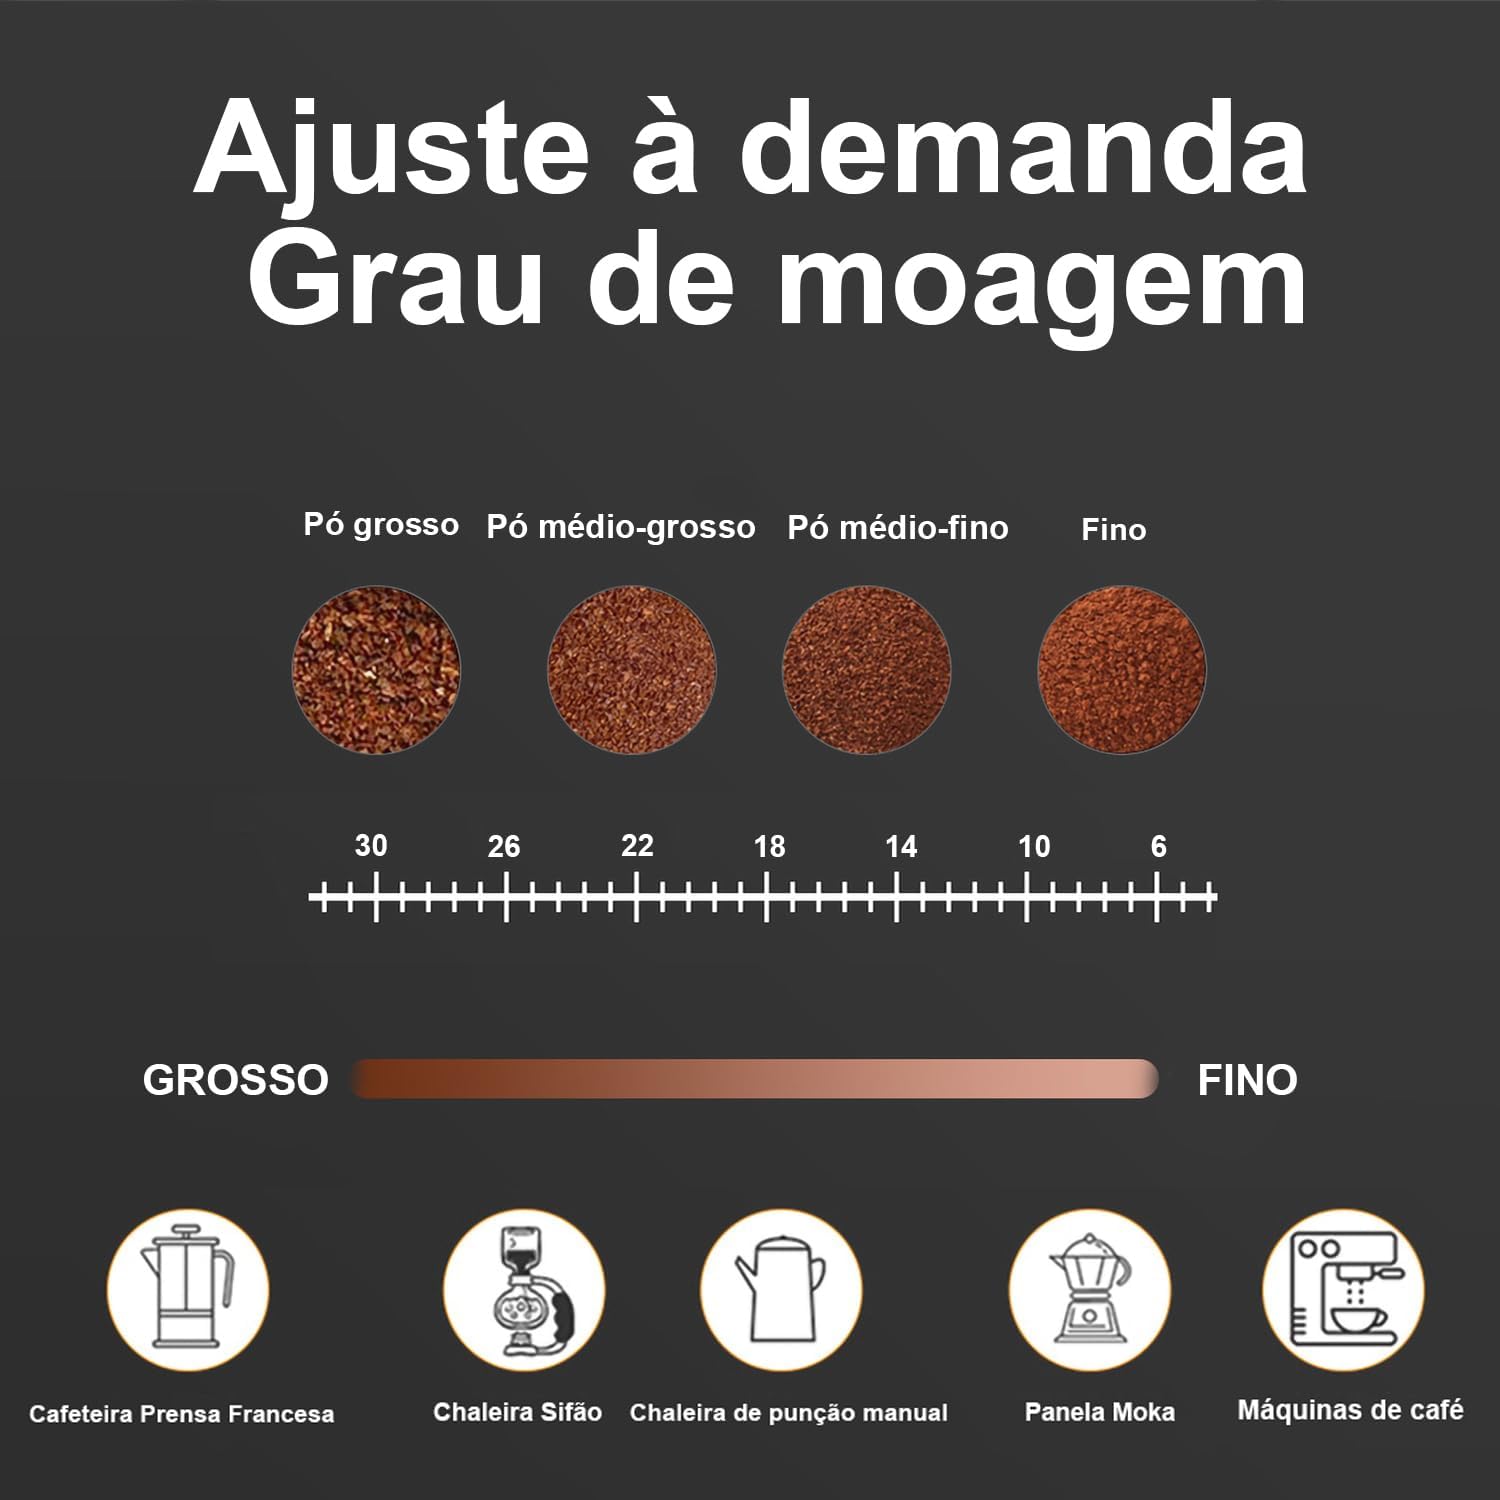 Ajuste à demanda
Grau de moagem
Pó grosso Pó médio-grosso Pó médio-fino Fino
30 26 22 18 14 10 6
GROSSO FINO
Cafeteira Prensa Francesa Chaleira Sifão Chaleira de punção manual Panela Moka Máquinas de café